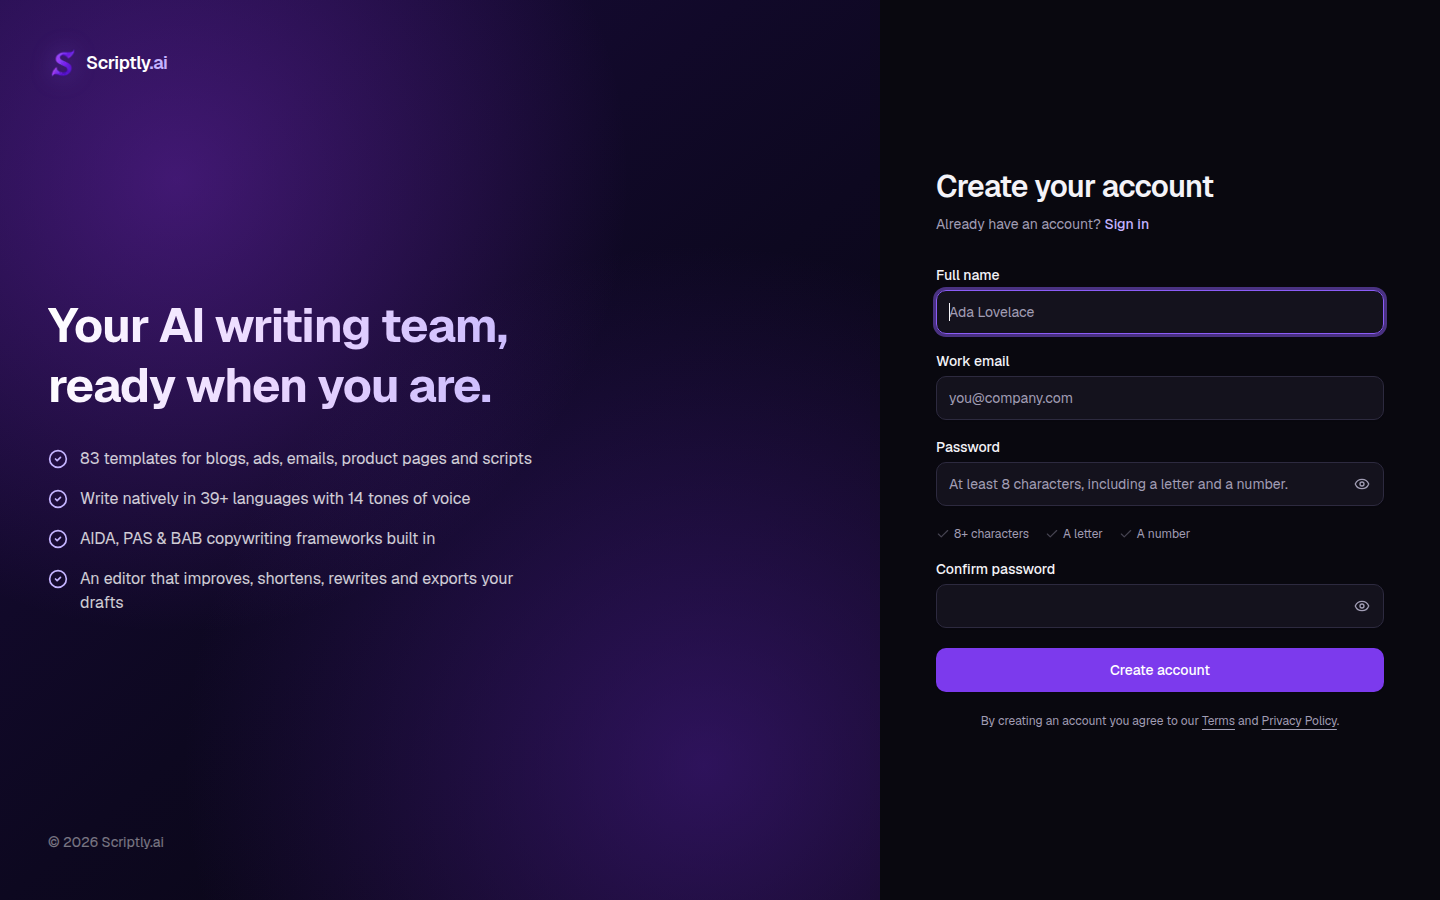 Scriptly.ai
Your AI writing team,
ready when you are.
83 templates for blogs, ads, emails, product pages and scripts
Write natively in 39+ languages with 14 tones of voice
AIDA, PAS & BAB copywriting frameworks built in
An editor that improves, shortens, rewrites and exports your
drafts
© 2026 Scriptly.ai
Create your account
Already have an account? Sign in
Full name
Ada Lovelace
Work email
you@company.com
Password
At least 8 characters, including a letter and a number.
8+ characters A letter A number
Confirm password
Create account
By creating an account you agree to our Terms and Privacy Policy.